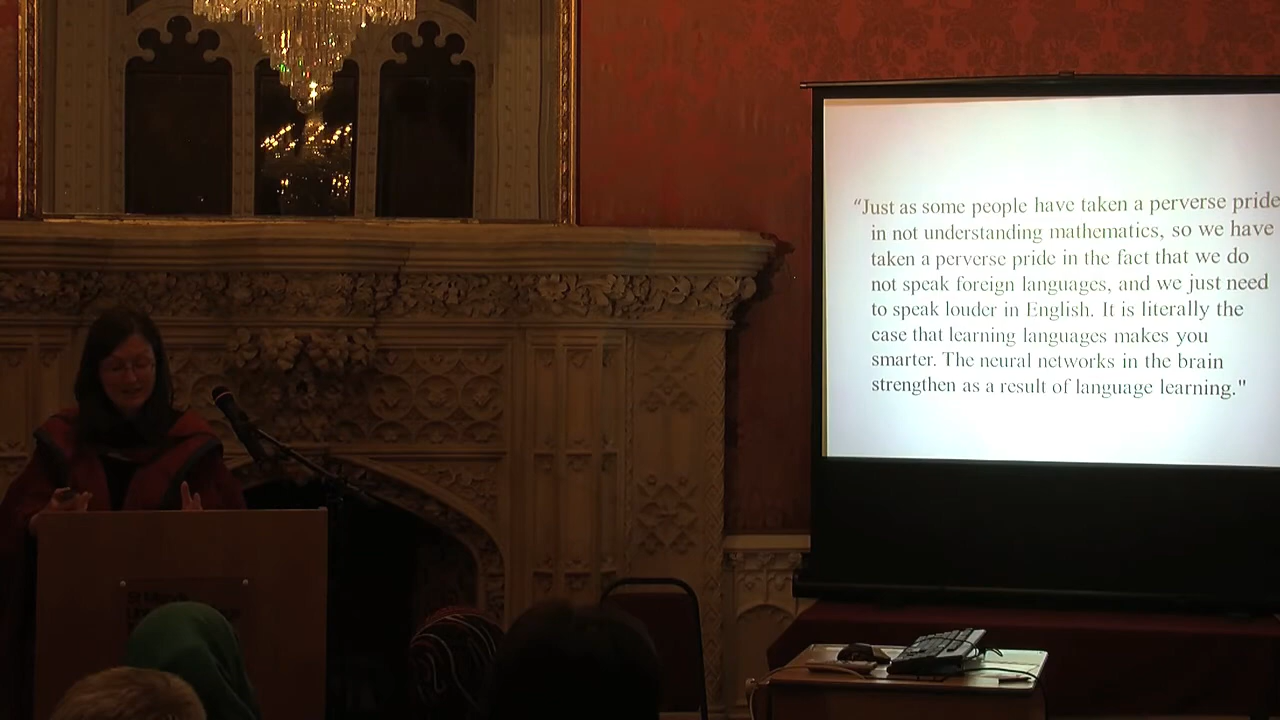 “Just as some people have taken a perverse pride
in not understanding mathematics, so we have
taken a perverse pride in the fact that we do
not speak foreign languages, and we just need
to speak louder in English. It is literally the
case that learning languages makes you
smarter. The neural networks in the brain
strengthen as a result of language learning."
St Mary's